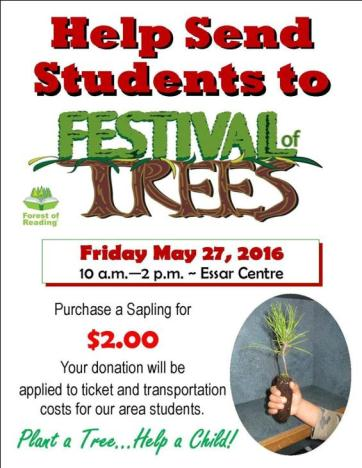 Help Send
Students to
FESTIVAL of
TREES
Forest of
Reading
Friday May 27, 2016
10 a.m.—2 p.m. ~ Essar Centre
Purchase a Sapling for
$2.00
Your donation will be
applied to ticket and transportation
costs for our area students.
Plant a Tree...Help a Child!